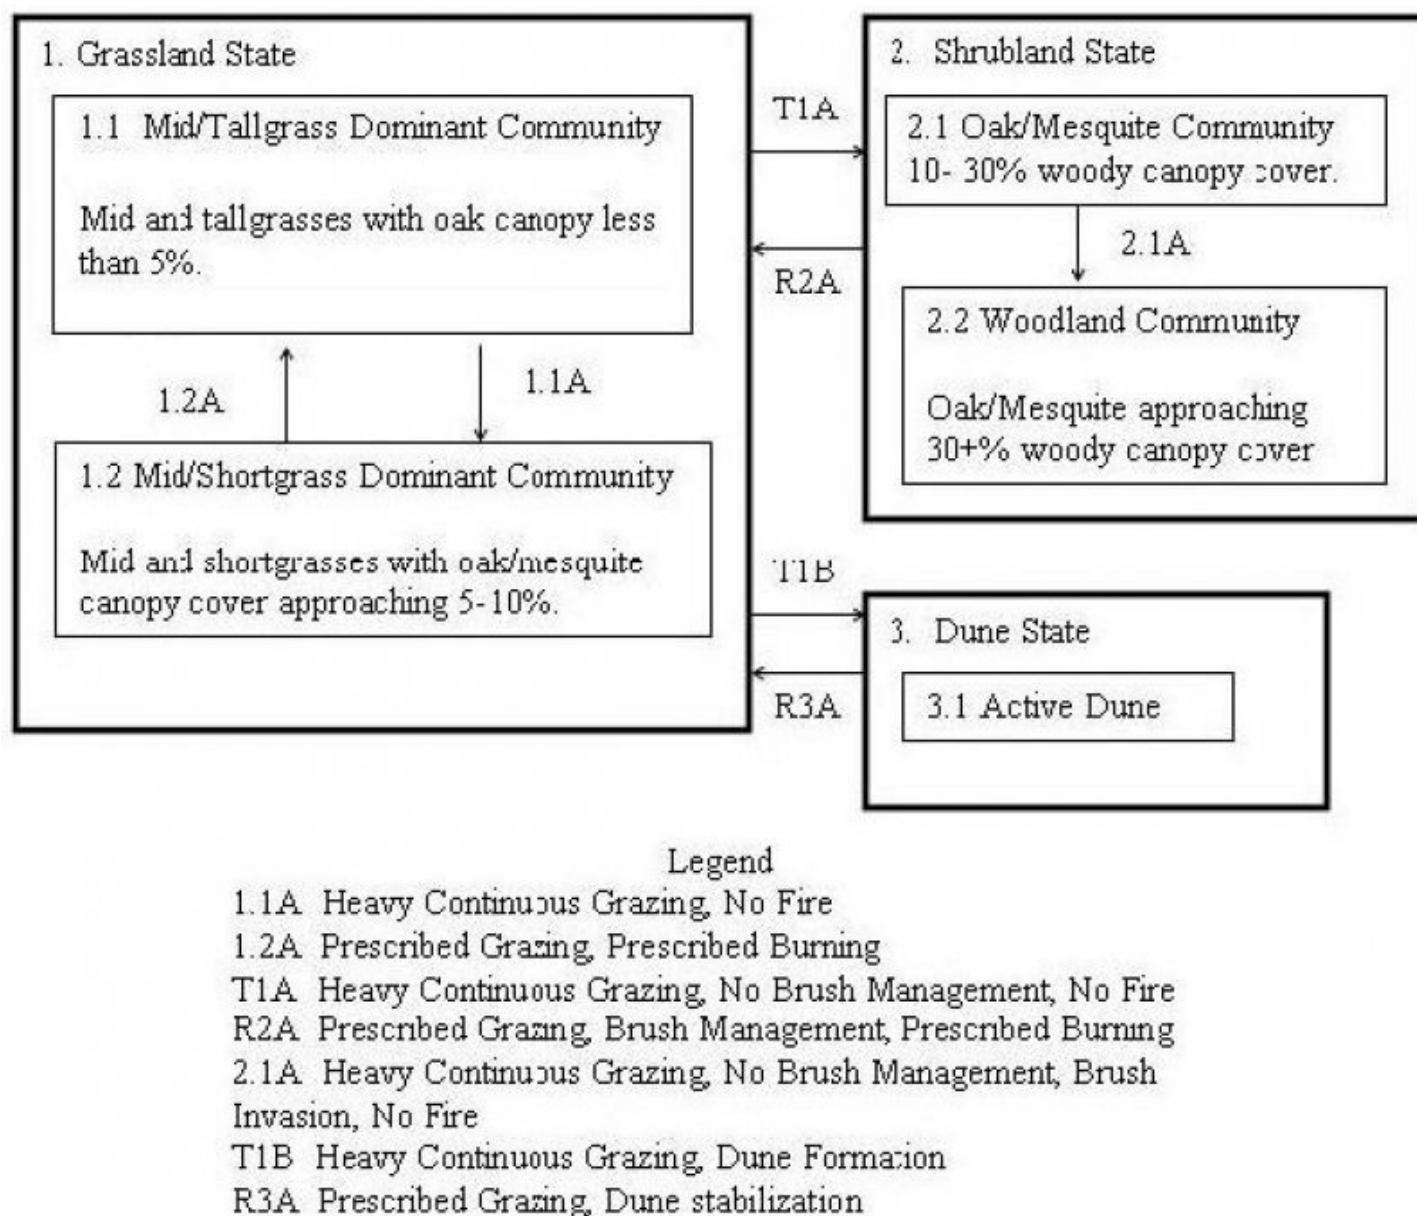 1. Grassland State
1.1 Mid/Tallgrass Dominant Community
Mid and tallgrasses with oak canopy less
than 5%.
1.2A
1.1A
1.2 Mid/Shortgrass Dominant Community
Mid and shortgrasses with oak/mesquite
canopy cover approaching 5-10%.
T1A
R2A
2. Shrubland State
2.1 Oak/Mesquite Community
10- 30% woody canopy cover.
2.1A
2.2 Woodland Community
Oak/Mesquite approaching
30+% woody canopy cover
T1B
R3A
3. Dune State
3.1 Active Dune
Legend
1.1A Heavy Continuous Grazing, No Fire
1.2A Prescribed Grazing, Prescribed Burning
T1A Heavy Continuous Grazing, No Brush Management, No Fire
R2A Prescribed Grazing, Brush Management, Prescribed Burning
2.1A Heavy Continuous Grazing, No Brush Management, Brush
Invasion, No Fire
T1B Heavy Continuous Grazing, Dune Formation
R3A Prescribed Grazing, Dune stabilization